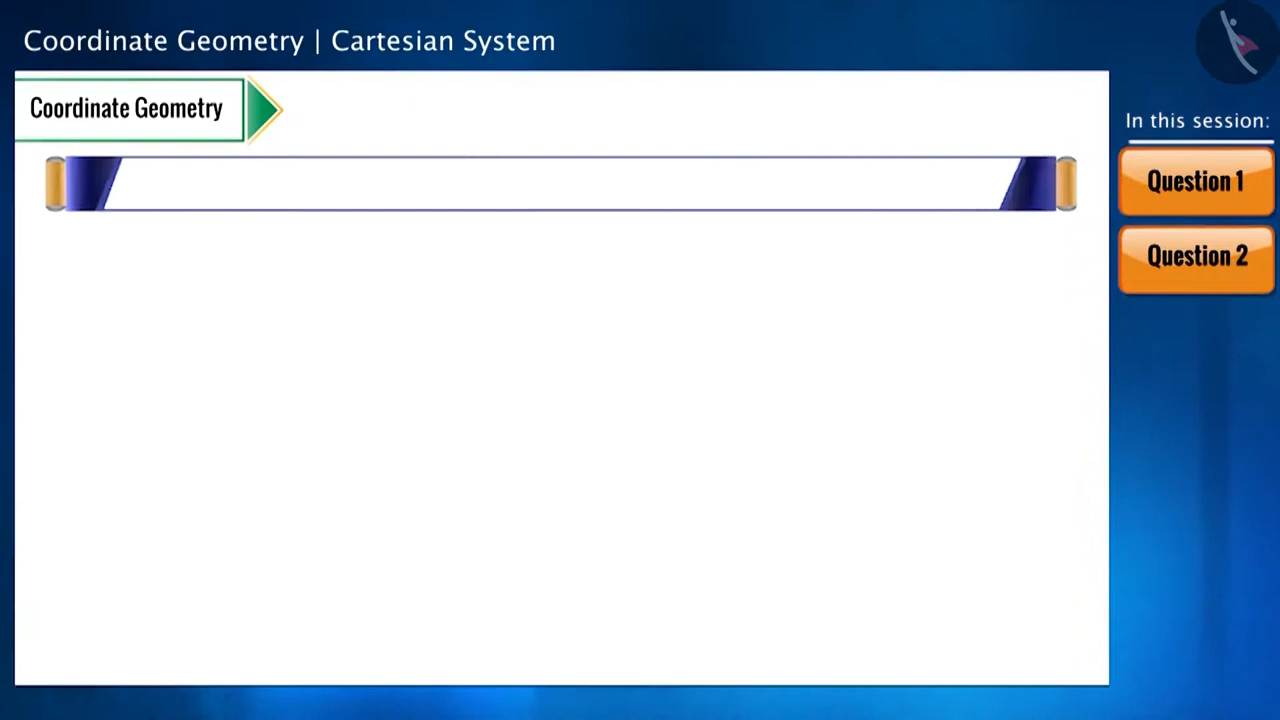 Coordinate Geometry | Cartesian System
Coordinate Geometry
In this session:
Question 1
Question 2